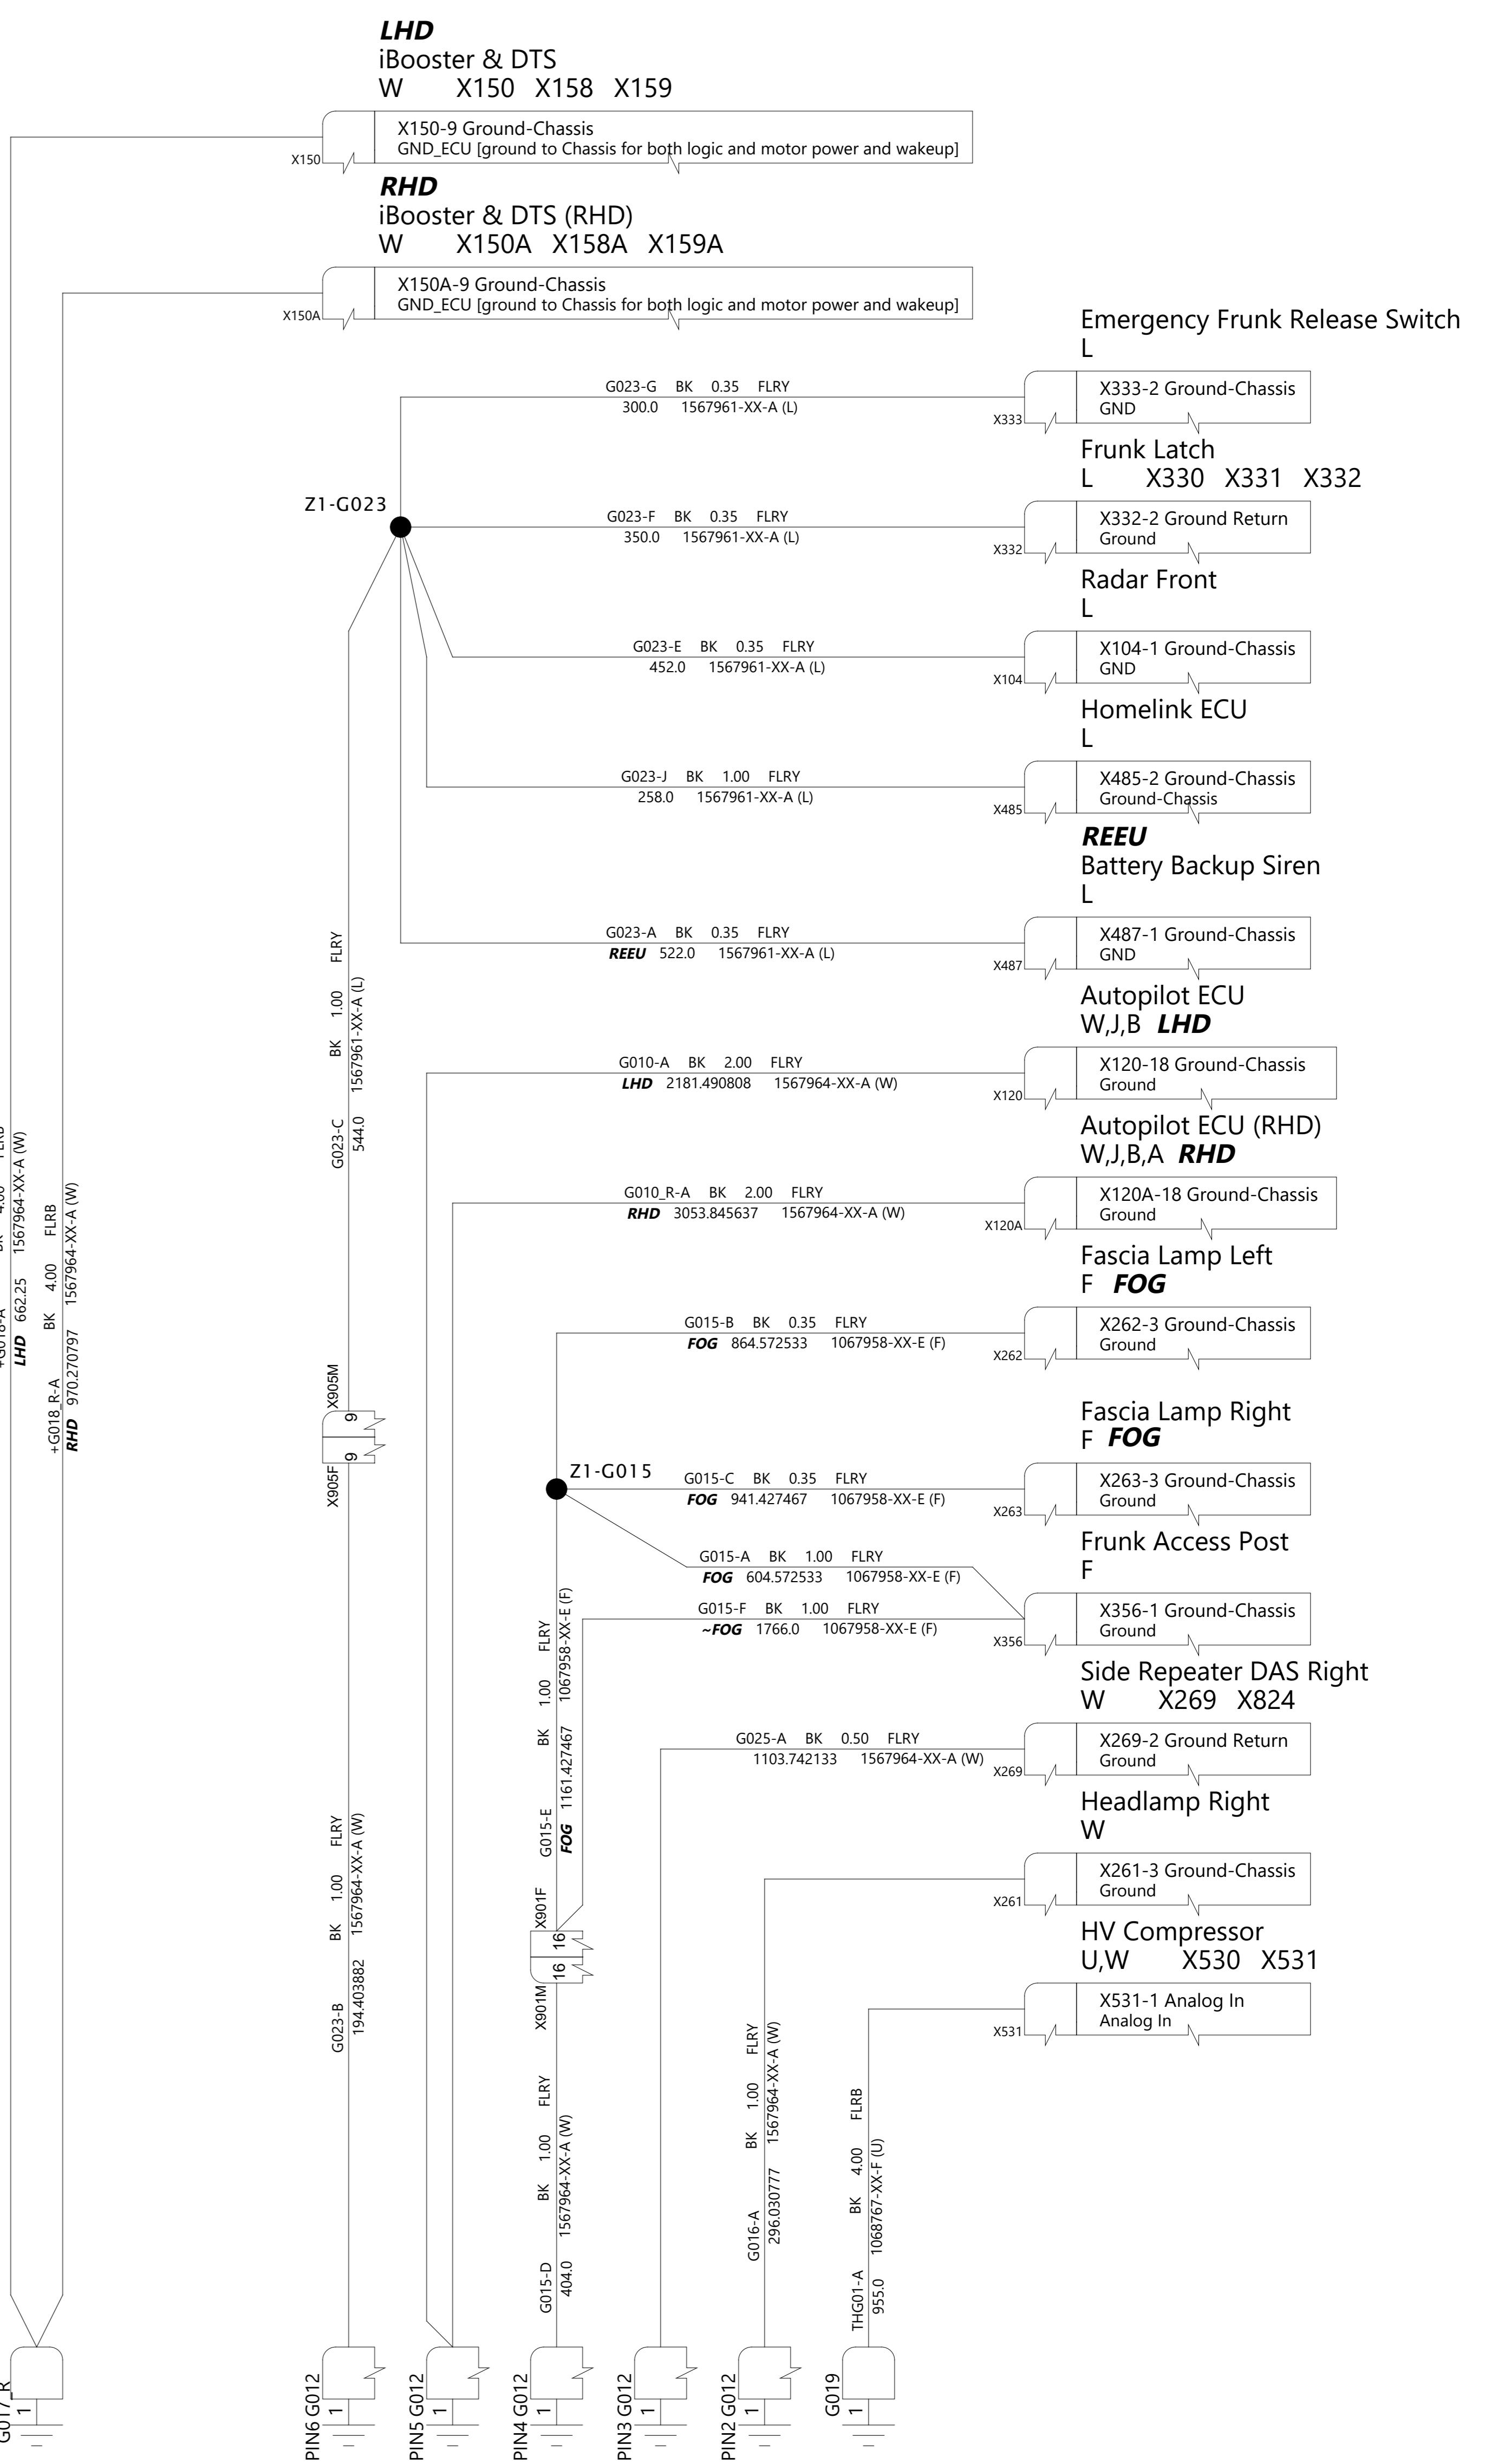 LHD
iBooster & DTS
W X150 X158 X159
X150-9 Ground-Chassis
GND_ECU [ground to Chassis for both logic and motor power and wakeup]
X150
RHD
iBooster & DTS (RHD)
W X150A X158A X159A
X150A-9 Ground-Chassis
GND_ECU [ground to Chassis for both logic and motor power and wakeup]
X150A
Emergency Frunk Release Switch
L
G023-G BK 0.35 FLRY
300.0 1567961-XX-A (L)
X333-2 Ground-Chassis
GND
X333
Frunk Latch
L X330 X331 X332
Z1-G023
G023-F BK 0.35 FLRY
350.0 1567961-XX-A (L)
X332-2 Ground Return
Ground
X332
Radar Front
L
G023-E BK 0.35 FLRY
452.0 1567961-XX-A (L)
X104-1 Ground-Chassis
GND
X104
Homelink ECU
L
G023-J BK 1.00 FLRY
258.0 1567961-XX-A (L)
X485-2 Ground-Chassis
Ground-Chassis
X485
REEU
Battery Backup Siren
L
G023-A BK 0.35 FLRY
REEU 522.0 1567961-XX-A (L)
X487-1 Ground-Chassis
GND
X487
Autopilot ECU
W,J,B LHD
G010-A BK 2.00 FLRY
LHD 2181.490808 1567964-XX-A (W)
X120-18 Ground-Chassis
Ground
X120
Autopilot ECU (RHD)
W,J,B,A RHD
G010_R-A BK 2.00 FLRY
RHD 3053.845637 1567964-XX-A (W)
X120A-18 Ground-Chassis
Ground
X120A
Fascia Lamp Left
F FOG
G015-B BK 0.35 FLRY
FOG 864.572533 1067958-XX-E (F)
X262-3 Ground-Chassis
Ground
X262
Fascia Lamp Right
F FOG
Z1-G015
G015-C BK 0.35 FLRY
FOG 941.427467 1067958-XX-E (F)
X263-3 Ground-Chassis
Ground
X263
Frunk Access Post
F
G015-A BK 1.00 FLRY
FOG 604.572533 1067958-XX-E (F)
G015-F BK 1.00 FLRY
~FOG 1766.0 1067958-XX-E (F)
X356-1 Ground-Chassis
Ground
X356
Side Repeater DAS Right
W X269 X824
G025-A BK 0.50 FLRY
1103.742133 1567964-XX-A (W)
X269-2 Ground Return
Ground
X269
Headlamp Right
W
X261-3 Ground-Chassis
Ground
X261
HV Compressor
U,W X530 X531
X531-1 Analog In
Analog In
X531
+G018-A BK 4.00 FLRB
LHD 662.25 1567964-XX-A (W)
+G018_R-A BK 4.00 FLRB
RHD 970.270797 1567964-XX-A (W)
G023-C BK 1.00 FLRY
544.0 1567961-XX-A (L)
X905M
9
9
X905F
G023-B BK 1.00 FLRY
194.403882 1567964-XX-A (W)
G015-E BK 1.00 FLRY
FOG 1161.427467 1067958-XX-E (F)
X901F
16
16
X901M
G015-D BK 1.00 FLRY
404.0 1567964-XX-A (W)
G016-A BK 1.00 FLRY
296.030777 1567964-XX-A (W)
THG01-A BK 4.00 FLRB
955.0 1068767-XX-F (U)
G017_R
1
PIN6 G012
1
PIN5 G012
1
PIN4 G012
1
PIN3 G012
1
PIN2 G012
1
G019
1